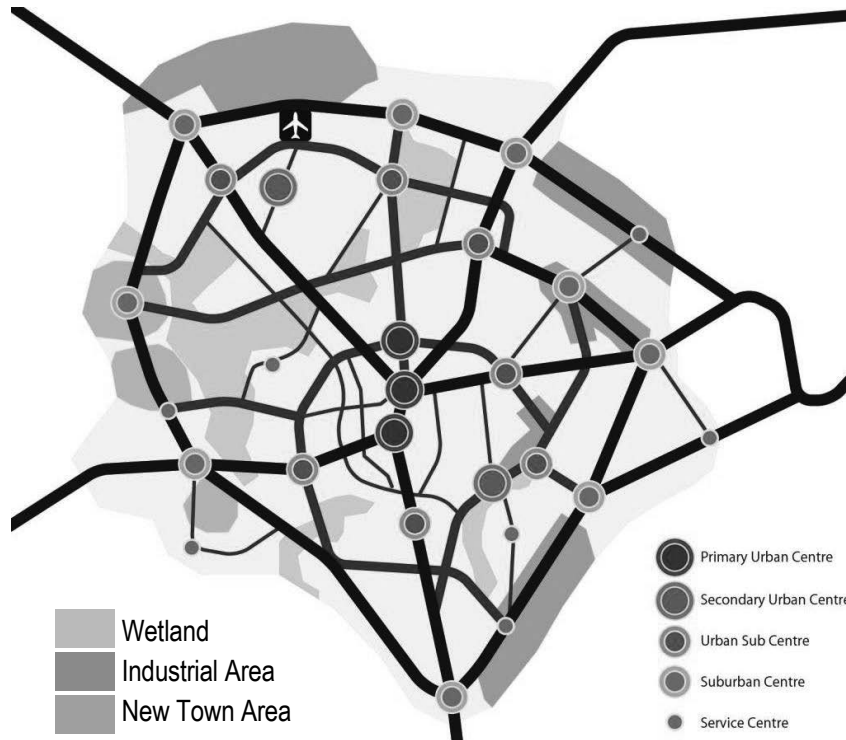 Primary Urban Centre
Secondary Urban Centre
Urban Sub Centre
Suburban Centre
Service Centre
Wetland
Industrial Area
New Town Area